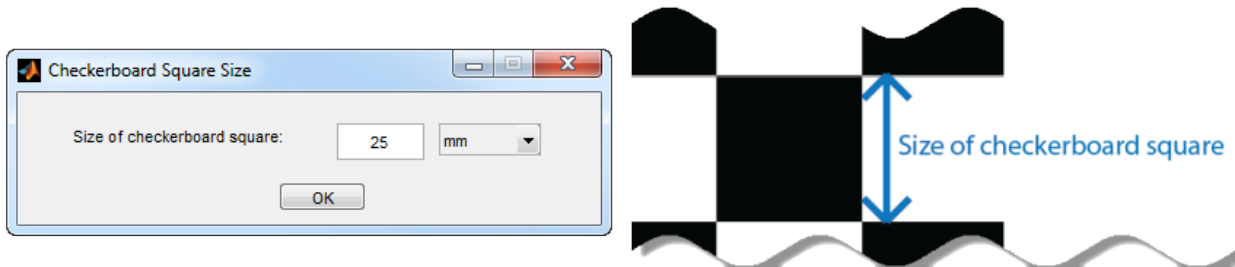 Checkerboard Square Size
Size of checkerboard square: 25 mm
OK
Size of checkerboard square